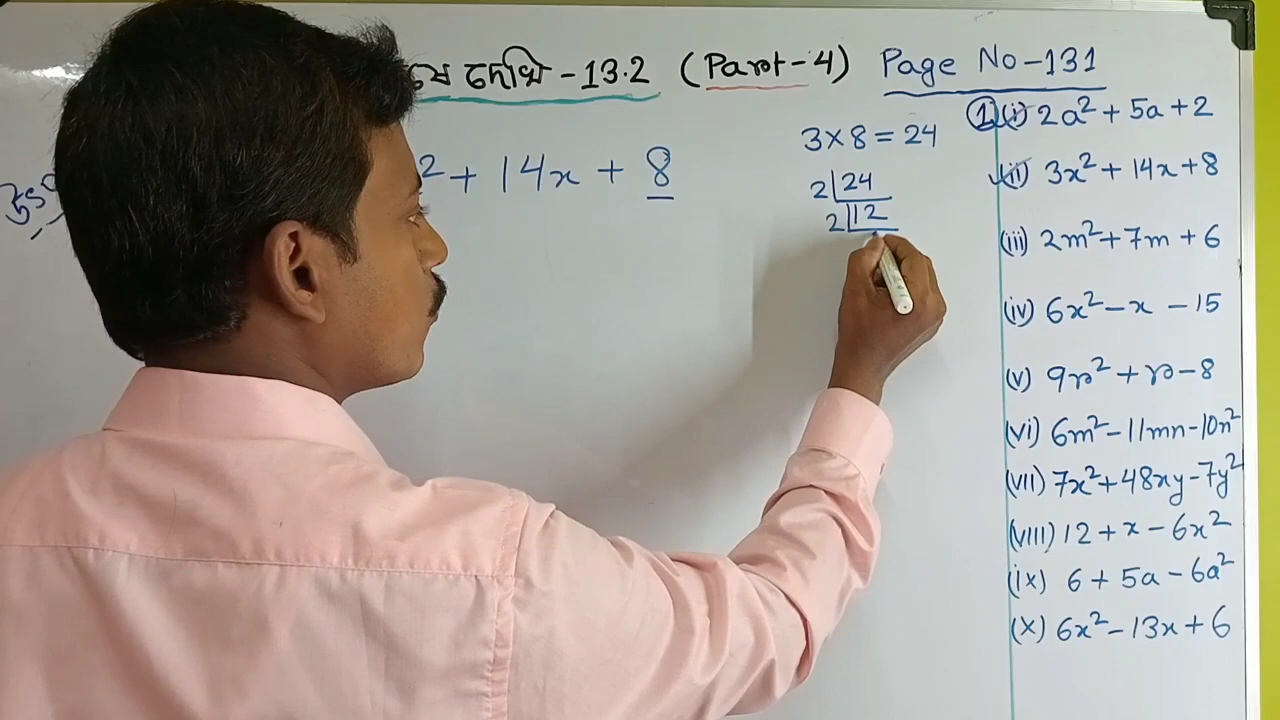 দেখি - 13.2 (Part - 4) Page No - 131
² + 14x + 8
3 × 8 = 24
2 | 24
2 | 12
① (i) 2a² + 5a + 2
(ii) 3x² + 14x + 8
(iii) 2m² + 7m + 6
(iv) 6x² - x - 15
(v) 9r² + r - 8
(vi) 6m² - 11mn - 10n²
(vii) 7x² + 48xy - 7y²
(viii) 12 + x - 6x²
(ix) 6 + 5a - 6a²
(x) 6x² - 13x + 6